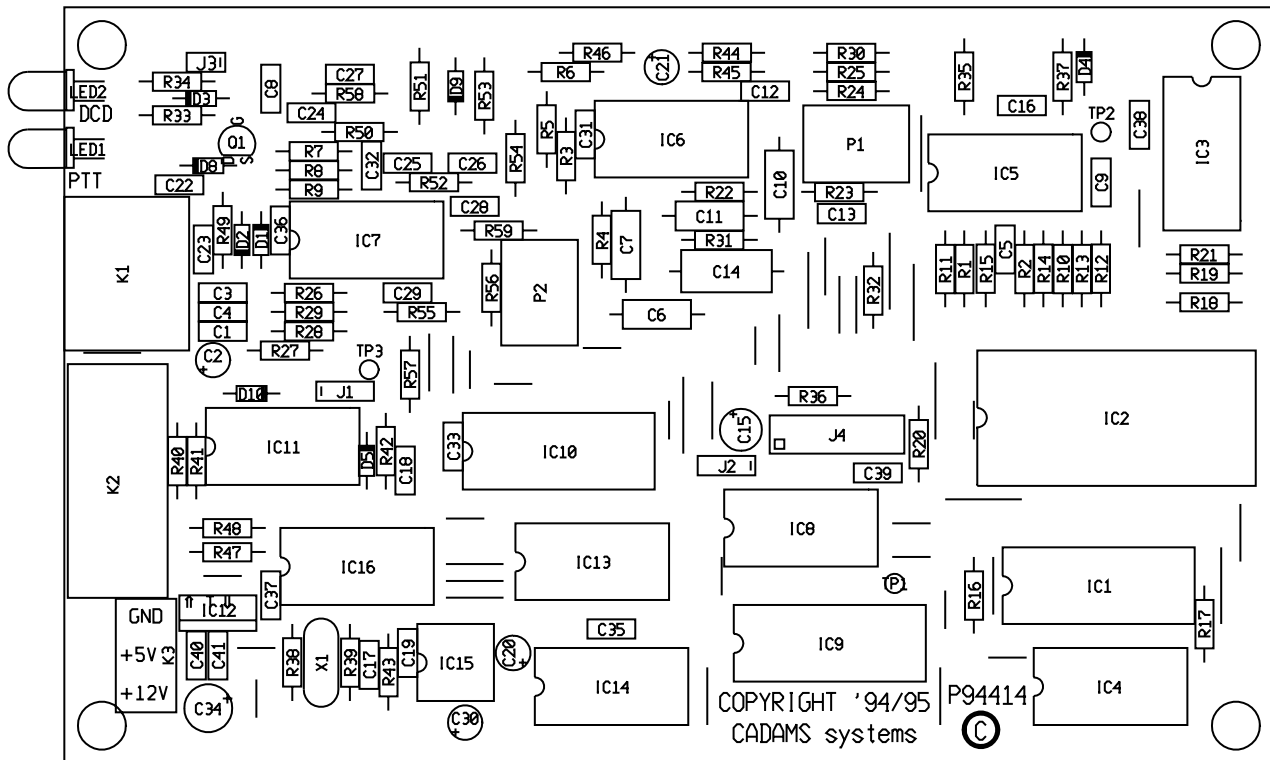 R46 R44 R30
J3 C27 R6 C21 R45 R25 R35 R37 D4
LED2 R34 C8 R58 R51 D9 R53 C12 R24
DCD D3 C24 C16
R33 R50 R5 C31 IC6 P1 TP2 C38
LED1 Q1 G D S R7 C32 R54 R3 IC5 IC3
PTT D8 R8 C25 C26 C10 C9
C22 R9 R52 R22 R23
R49 D2 D1 C36 IC7 C28 C11 C13
C23 R59 R4 C7 R31
K1 R56 P2 C14 R32 R11 R1 R15 C5 R2 R14 R10 R13 R12 R21
R19
C3 R26 C29 R18
C4 R29 R55 C6
C1 R28
C2 R27 TP3 R57
D10 J1 R36
IC2
R40 R41 IC11 D5 R42 C18 C33 IC10 C15 J4 R20
K2 J2 C39
R48 IC8
R47 IC16 IC13
C37 TP1 R16 IC1
IC12
GND R17
C40 C41 R38 X1 R39 C17 R43 C19 IC15 C20 C35 IC9
+5V K3
+12V IC14 IC4
C34 C30 COPYRIGHT '94/95 P94414
CADAMS systems C